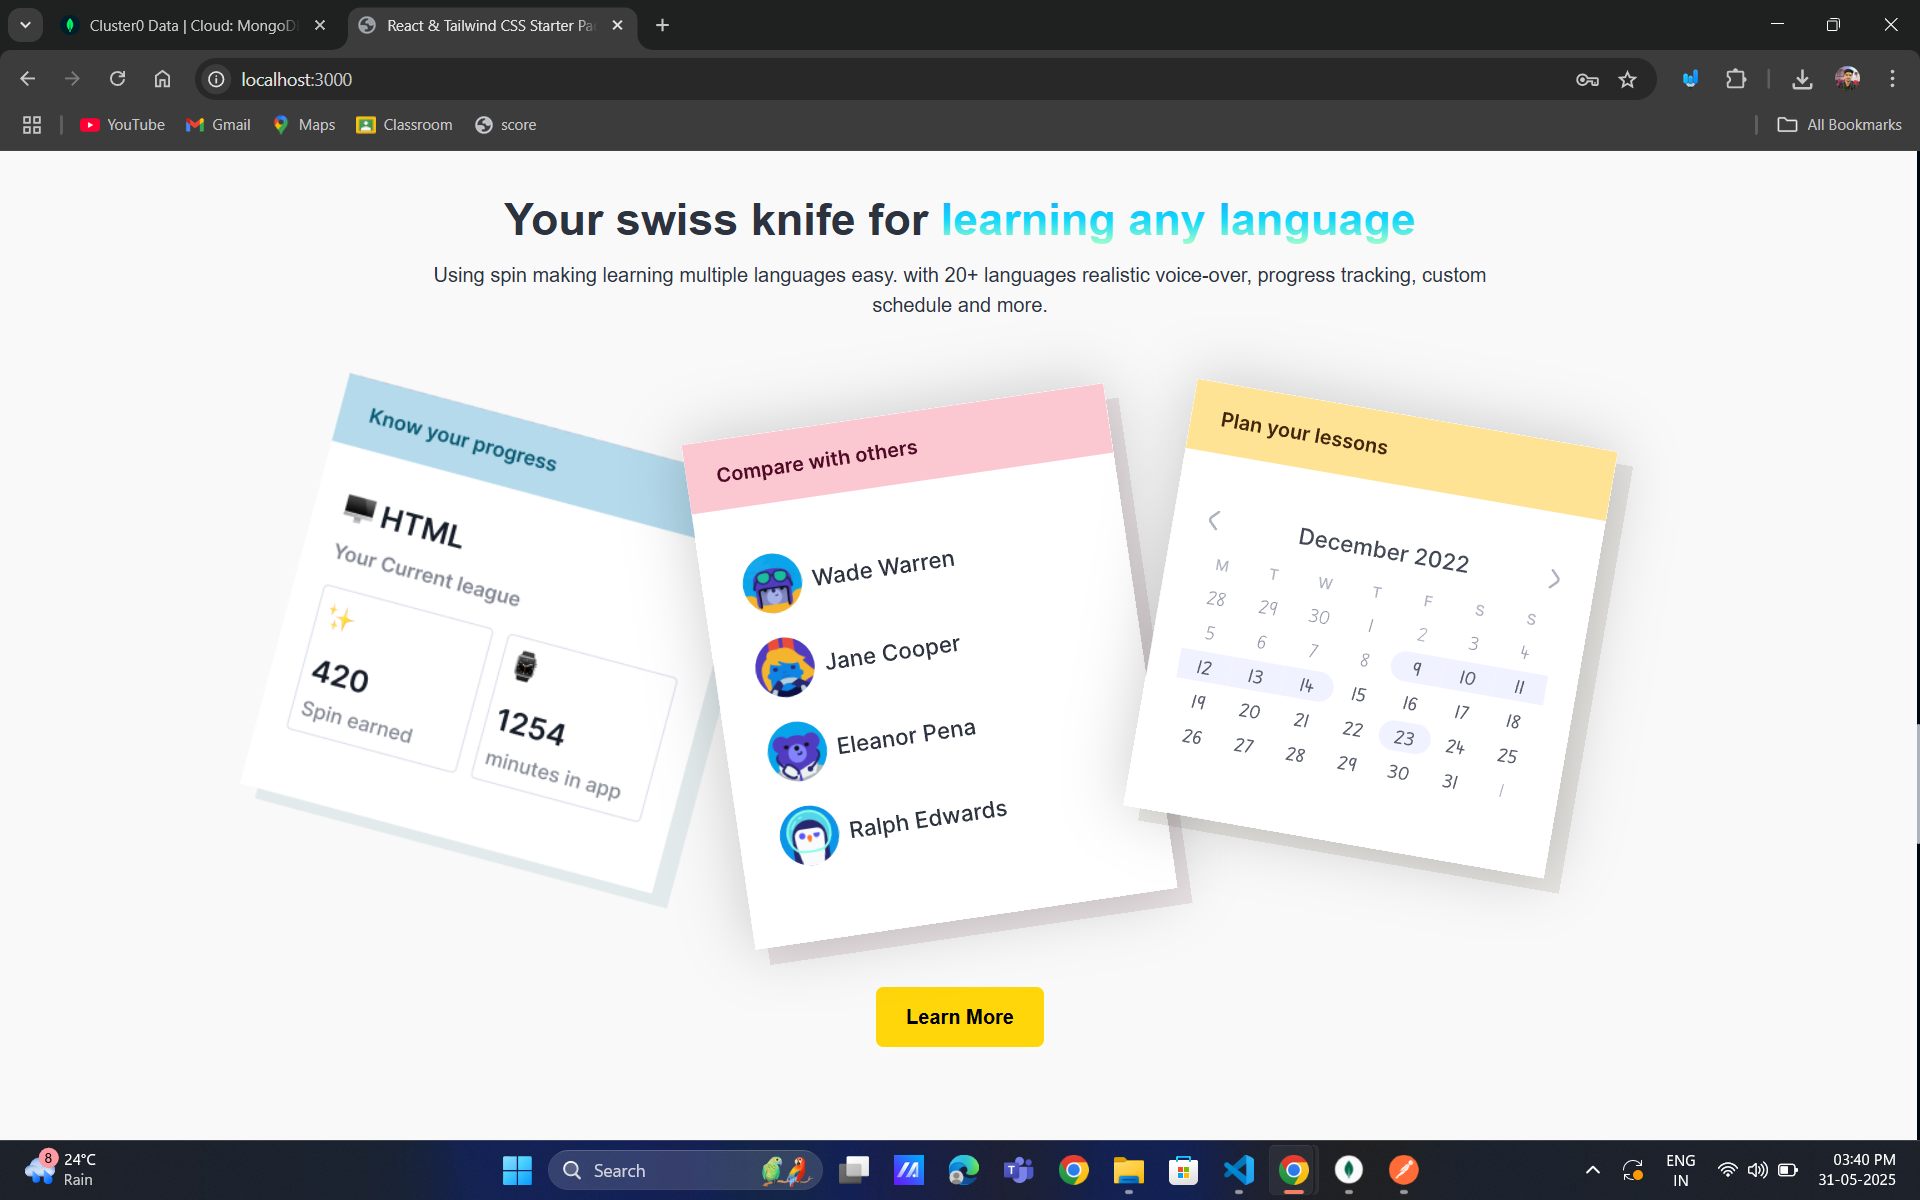 Cluster0 Data | Cloud: MongoD
React & Tailwind CSS Starter Pa
localhost:3000
YouTube
Gmail
Maps
Classroom
score
All Bookmarks
Your swiss knife for learning any language
Using spin making learning multiple languages easy. with 20+ languages realistic voice-over, progress tracking, custom
schedule and more.
Know your progress
HTML
Your Current league
420
Spin earned
1254
minutes in app
Compare with others
Wade Warren
Jane Cooper
Eleanor Pena
Ralph Edwards
Plan your lessons
December 2022
M T W T F S S
28 29 30 1 2 3 4
5 6 7 8 9 10 11
12 13 14 15 16 17 18
19 20 21 22 23 24 25
26 27 28 29 30 31 1
Learn More
8
24°C
Rain
Search
ENG
IN
03:40 PM
31-05-2025